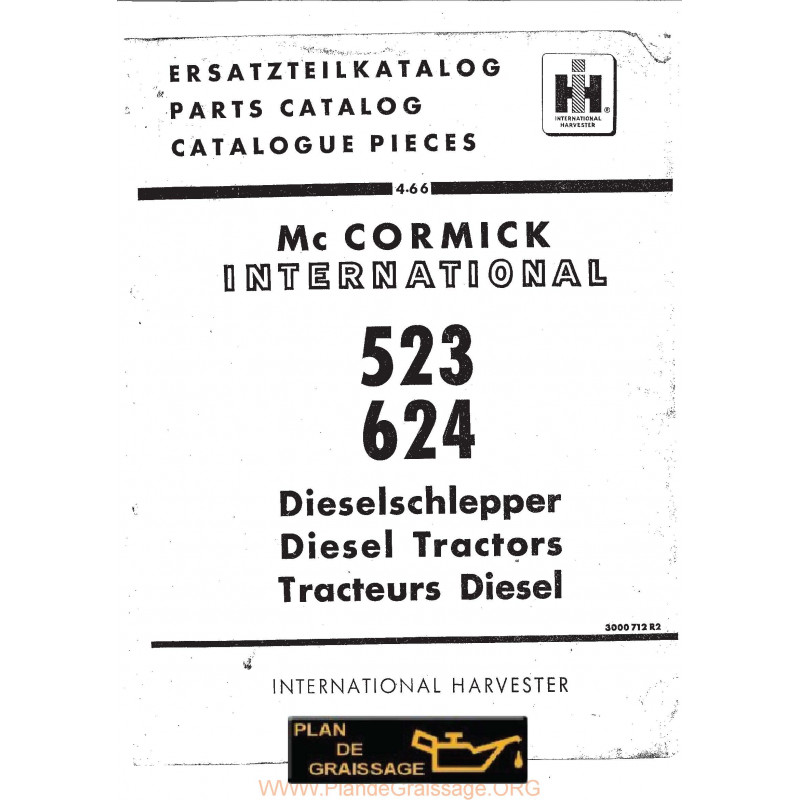 ERSATZTEILKATALOG
PARTS CATALOG
CATALOGUE PIECES
IH
INTERNATIONAL
HARVESTER
®
4-66
Mc CORMICK
INTERNATIONAL
523
624
Dieselschlepper
Diesel Tractors
Tracteurs Diesel
3000 712 R2
INTERNATIONAL HARVESTER
PLAN
DE
GRAISSAGE
www.PlandeGraissage.ORG